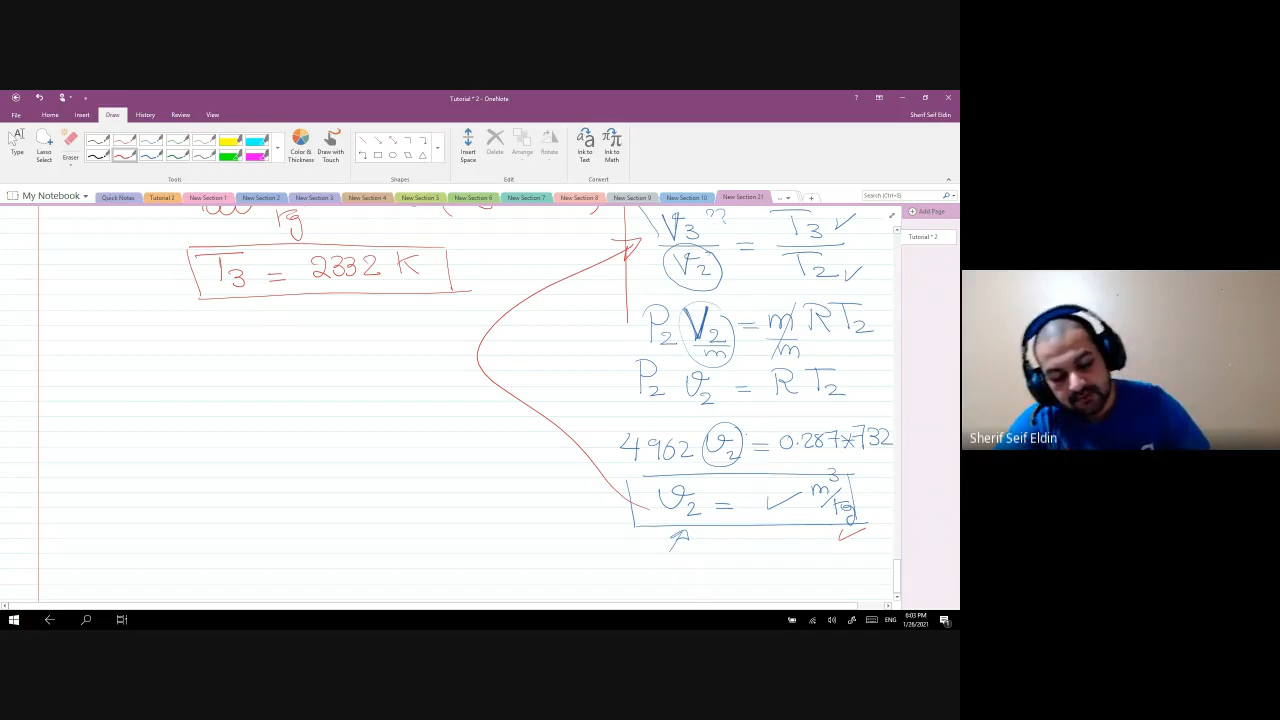 Tutorial * 2 - OneNote
?
File
Home
Insert
Draw
History
Review
View
Sherif Seif Eldin
Type
Lasso Select
Eraser
Color & Thickness
Draw with Touch
Insert Space
Delete
Arrange
Rotate
Ink to Text
Ink to Math
Tools
Shapes
Edit
Convert
My Notebook
Quick Notes
Tutorial 2
New Section 1
New Section 2
New Section 3
New Section 4
New Section 5
New Section 6
New Section 7
New Section 8
New Section 9
New Section 10
New Section 21
...
+
Search (Ctrl+E)
Add Page
Tutorial * 2
kg
T3 = 2332 K
V3 ?? / V2 = T3 ✓ / T2 ✓
P2 V2/m = m/m R T2
P2 v2 = R T2
4962 v2 = 0.287*732
v2 = ✓ m³/kg
✓
Sherif Seif Eldin
ENG
6:03 PM
1/26/2021